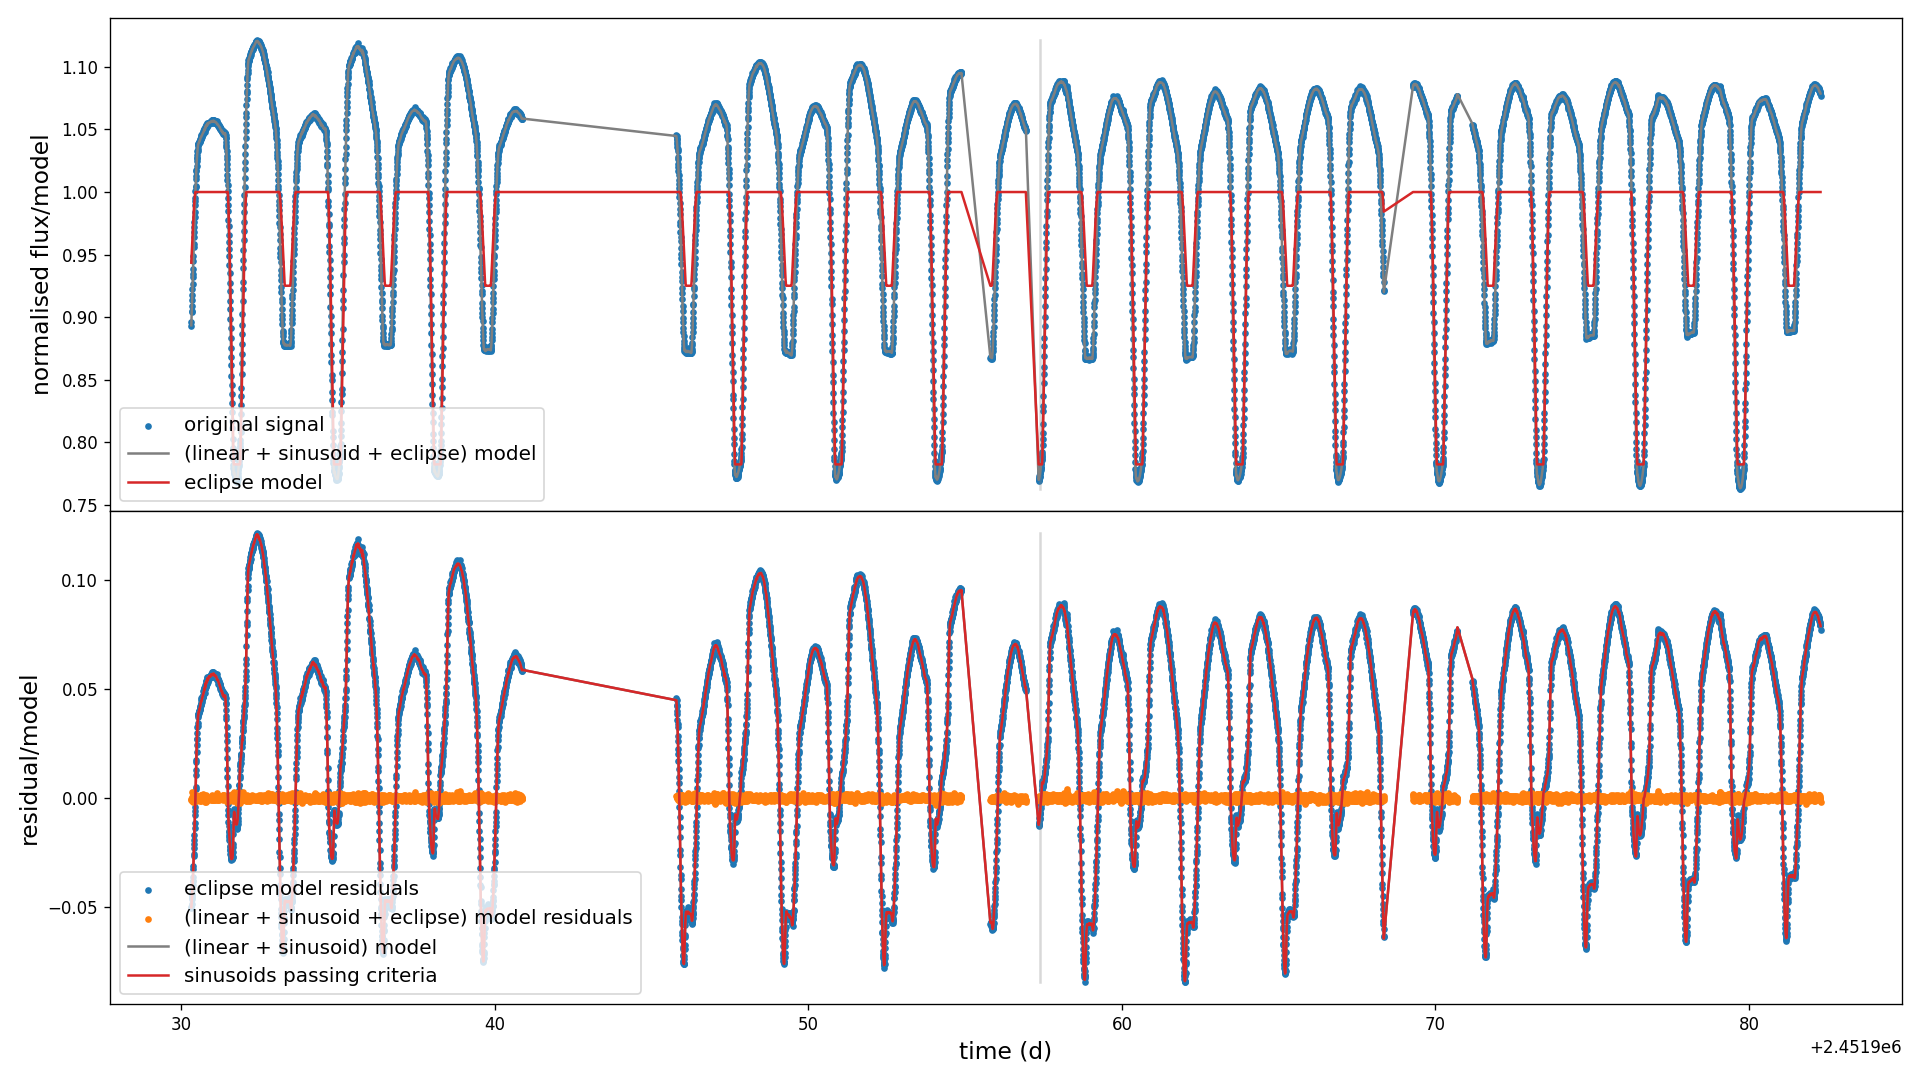 normalised flux/model
1.10
1.05
1.00
0.95
0.90
0.85
0.80
0.75
original signal
(linear + sinusoid + eclipse) model
eclipse model
residual/model
0.10
0.05
0.00
−0.05
eclipse model residuals
(linear + sinusoid + eclipse) model residuals
(linear + sinusoid) model
sinusoids passing criteria
30 40 50 60 70 80
time (d)
+2.4519e6